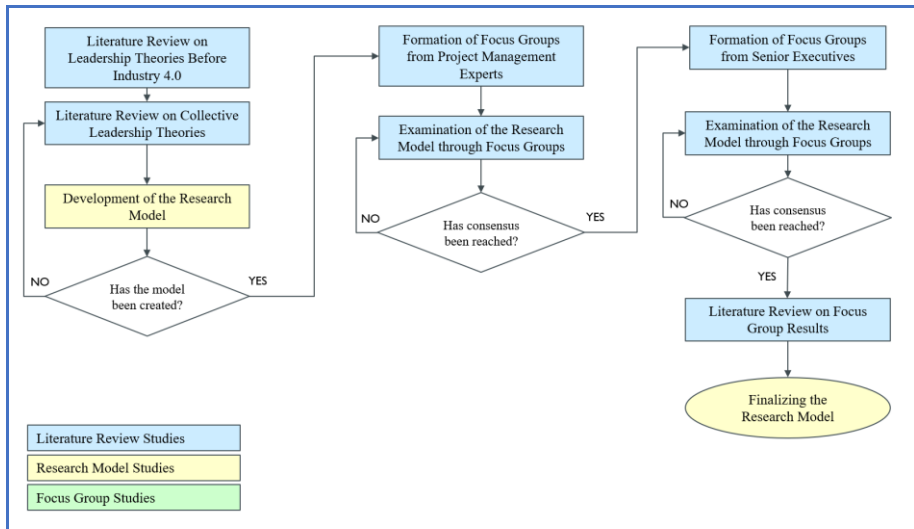 Literature Review on
Leadership Theories Before
Industry 4.0
Literature Review on Collective
Leadership Theories
Development of the Research
Model
NO
YES
Has the model
been created?
Formation of Focus Groups
from Project Management
Experts
Examination of the Research
Model through Focus Groups
NO
YES
Has consensus
been reached?
Formation of Focus Groups
from Senior Executives
Examination of the Research
Model through Focus Groups
NO
Has consensus
been reached?
YES
Literature Review on Focus
Group Results
Finalizing the
Research Model
Literature Review Studies
Research Model Studies
Focus Group Studies